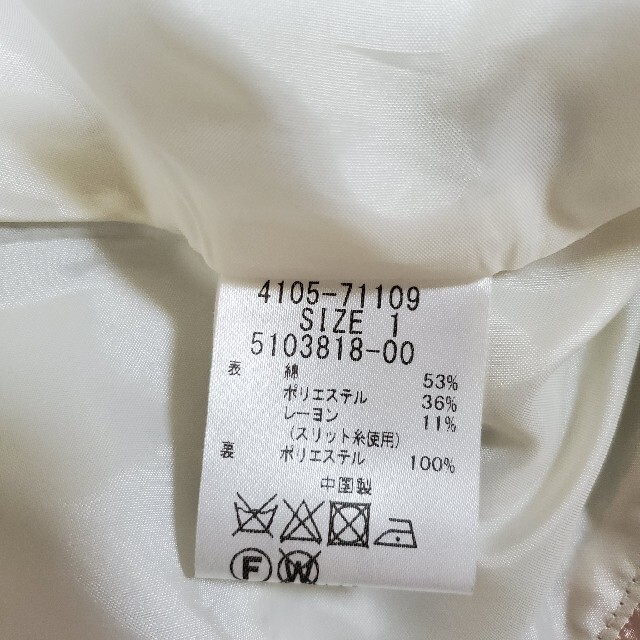 4105-71109
SIZE 1
5103818-00
表 綿 53%
ポリエステル 36%
レーヨン 11%
(スリット糸使用)
裏 ポリエステル 100%
中国製
F W